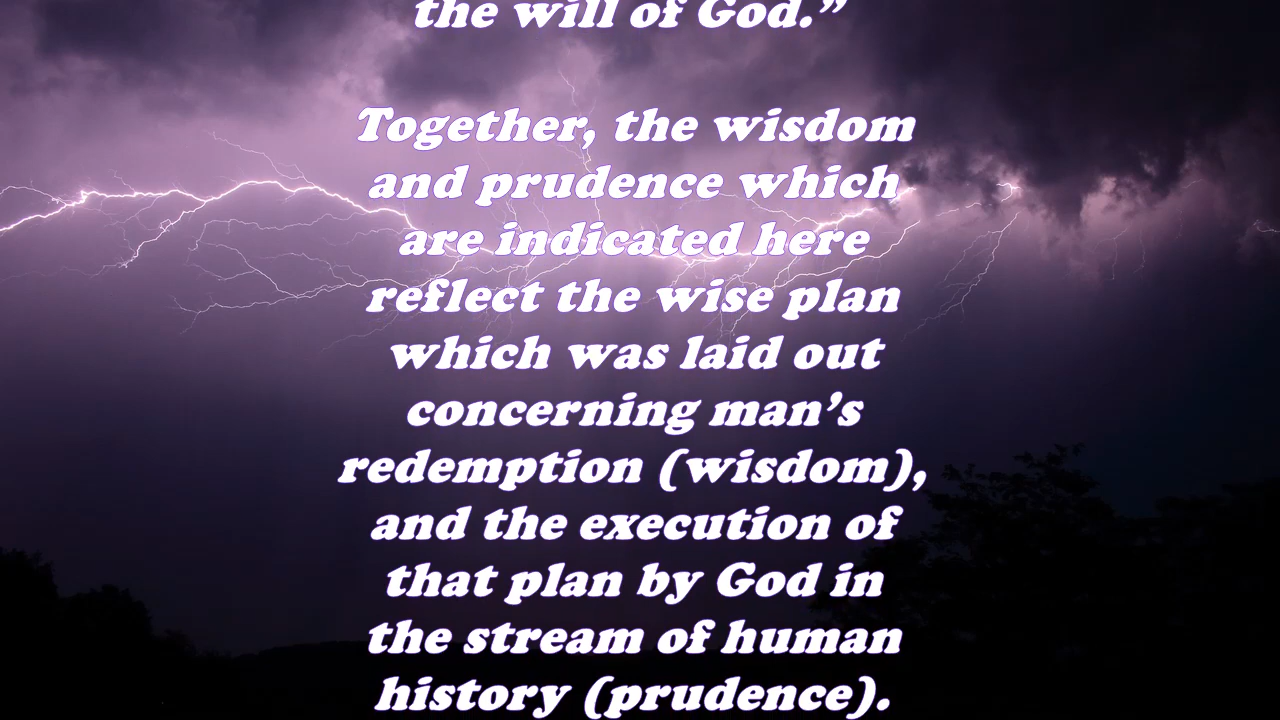 the will of God.”
Together, the wisdom
and prudence which
are indicated here
reflect the wise plan
which was laid out
concerning man’s
redemption (wisdom),
and the execution of
that plan by God in
the stream of human
history (prudence).